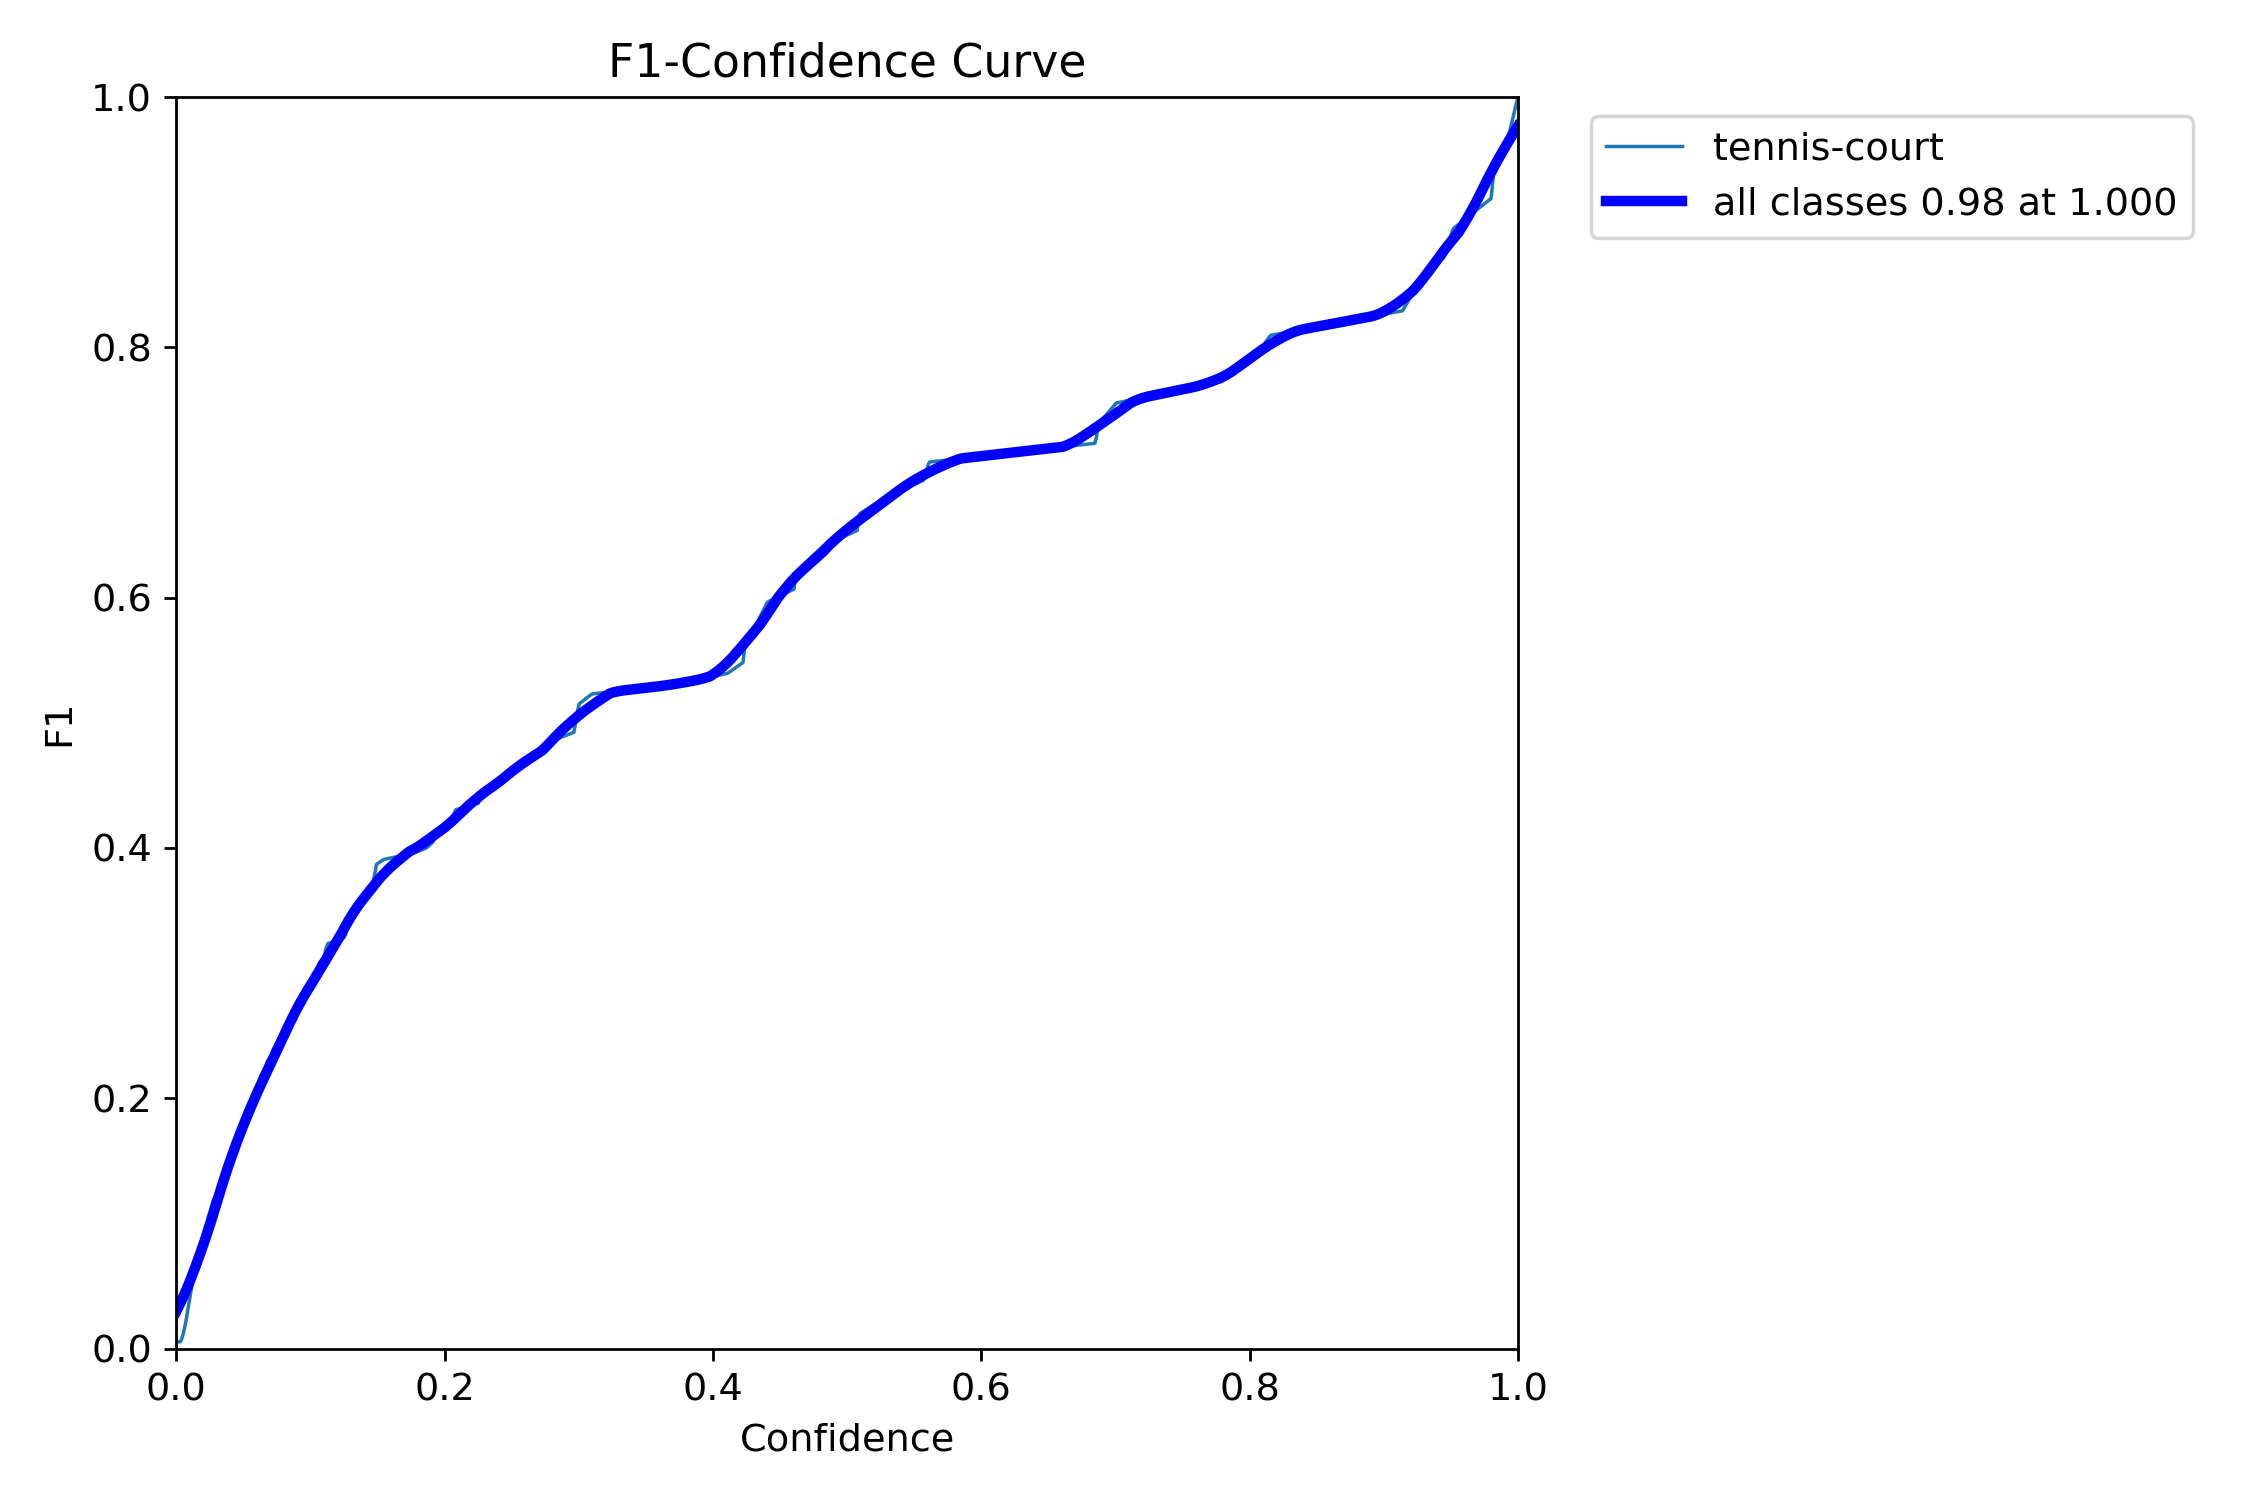 F1-Confidence Curve
1.0
0.8
0.6
0.4
0.2
0.0
F1
0.0 0.2 0.4 0.6 0.8 1.0
Confidence
tennis-court
all classes 0.98 at 1.000